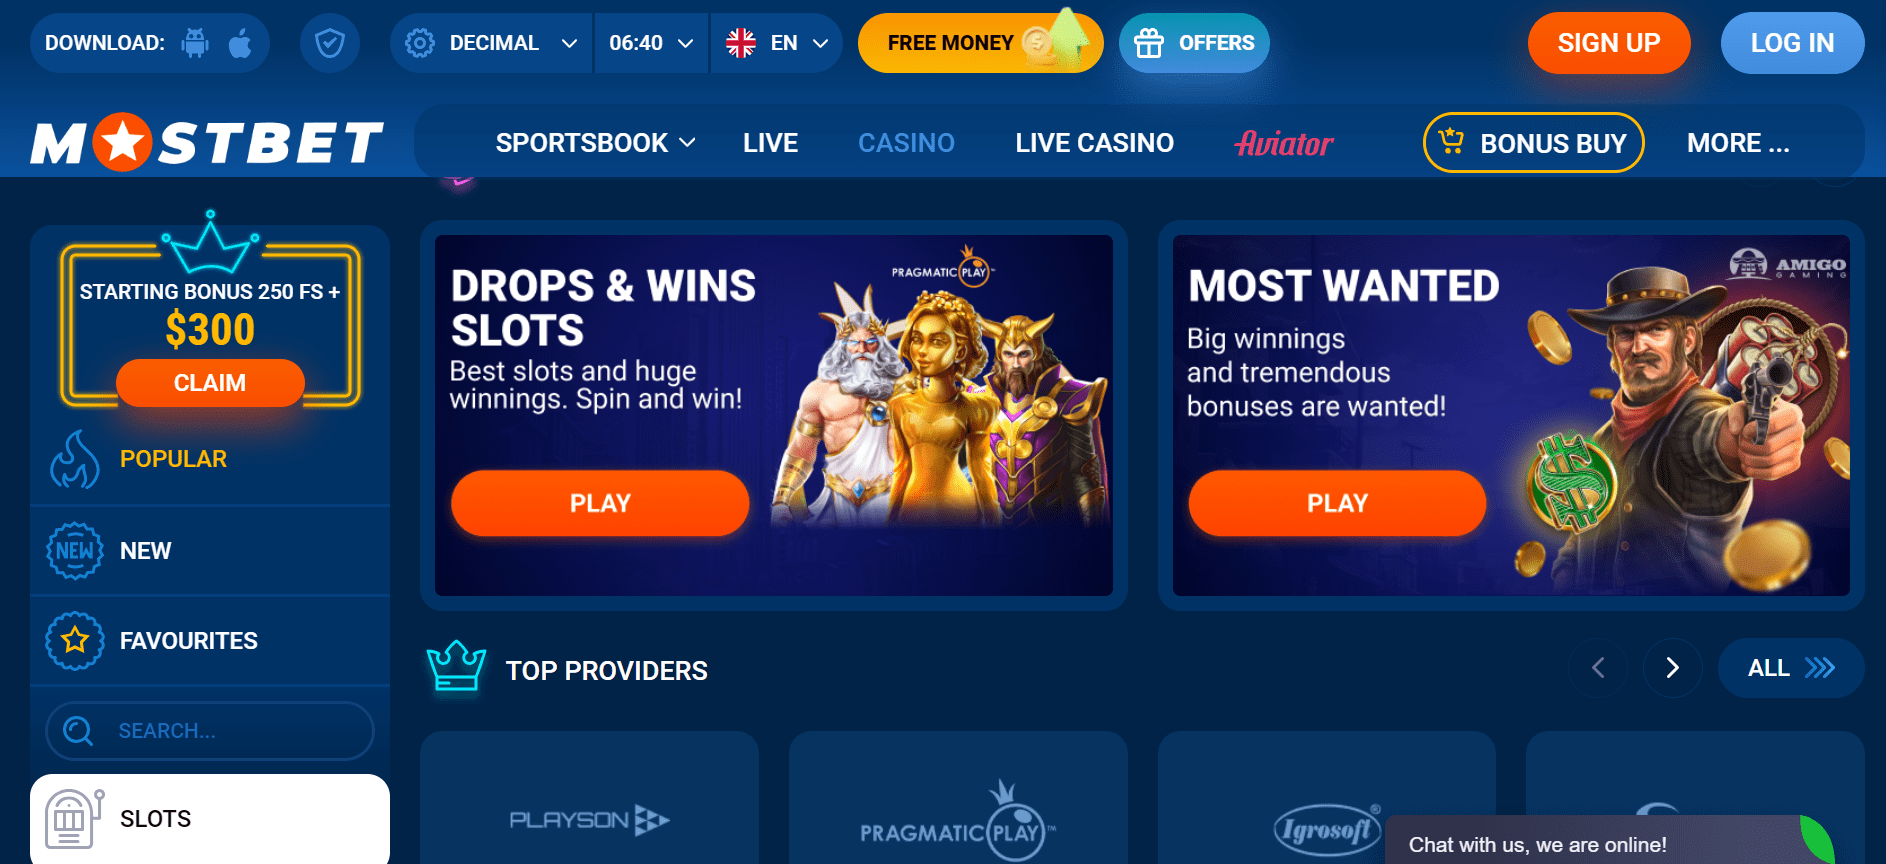 DOWNLOAD:
DECIMAL
06:40
EN
FREE MONEY
OFFERS
SIGN UP
LOG IN
MOSTBET
SPORTSBOOK
LIVE
CASINO
LIVE CASINO
Aviator
BONUS BUY
MORE ...
STARTING BONUS 250 FS +
$300
CLAIM
POPULAR
NEW
NEW
FAVOURITES
SEARCH...
SLOTS
PRAGMATIC PLAY™
DROPS & WINS
SLOTS
Best slots and huge
winnings. Spin and win!
PLAY
AMIGO
GAMING
MOST WANTED
Big winnings
and tremendous
bonuses are wanted!
PLAY
TOP PROVIDERS
ALL
PLAYSON
PRAGMATIC PLAY™
Igrosoft®
Chat with us, we are online!